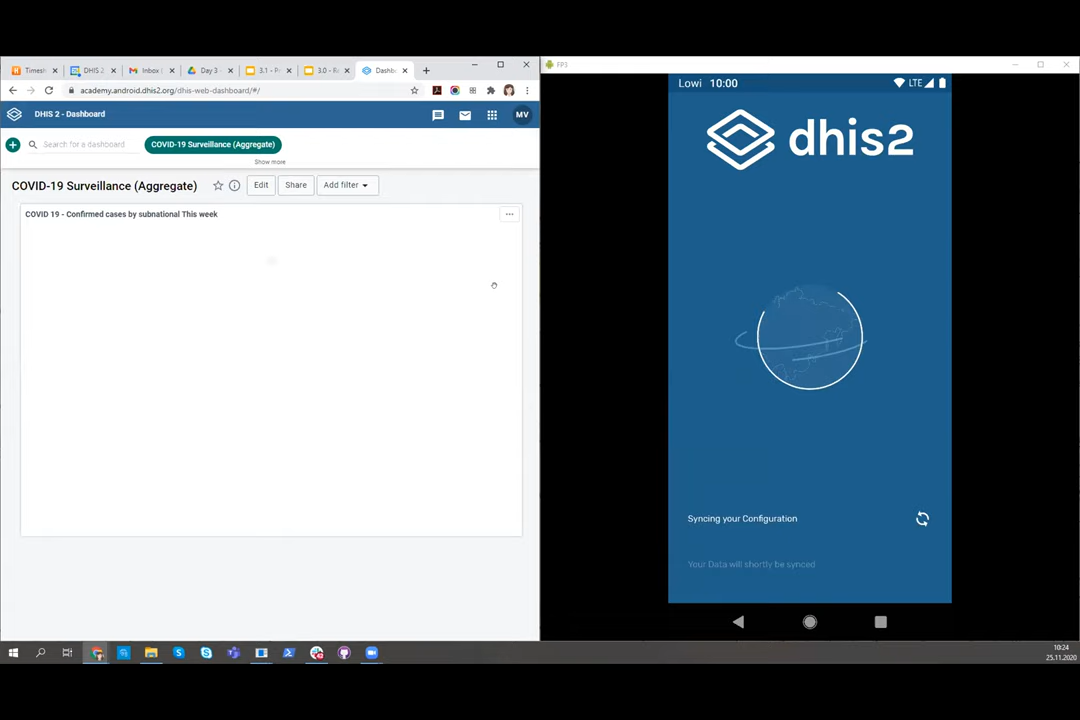 Timesh
DHIS 2
Inbox (
Day 3 -
3.1 - P
3.0 - R
Dashb
academy.android.dhis2.org/dhis-web-dashboard/#/
DHIS 2 - Dashboard
MV
Search for a dashboard
COVID-19 Surveillance (Aggregate)
Show more
COVID-19 Surveillance (Aggregate)
Edit
Share
Add filter
COVID 19 - Confirmed cases by subnational This week
FP3
Lowi 10:00
LTE
dhis2
Syncing your Configuration
Your Data will shortly be synced
10:24
25.11.2020